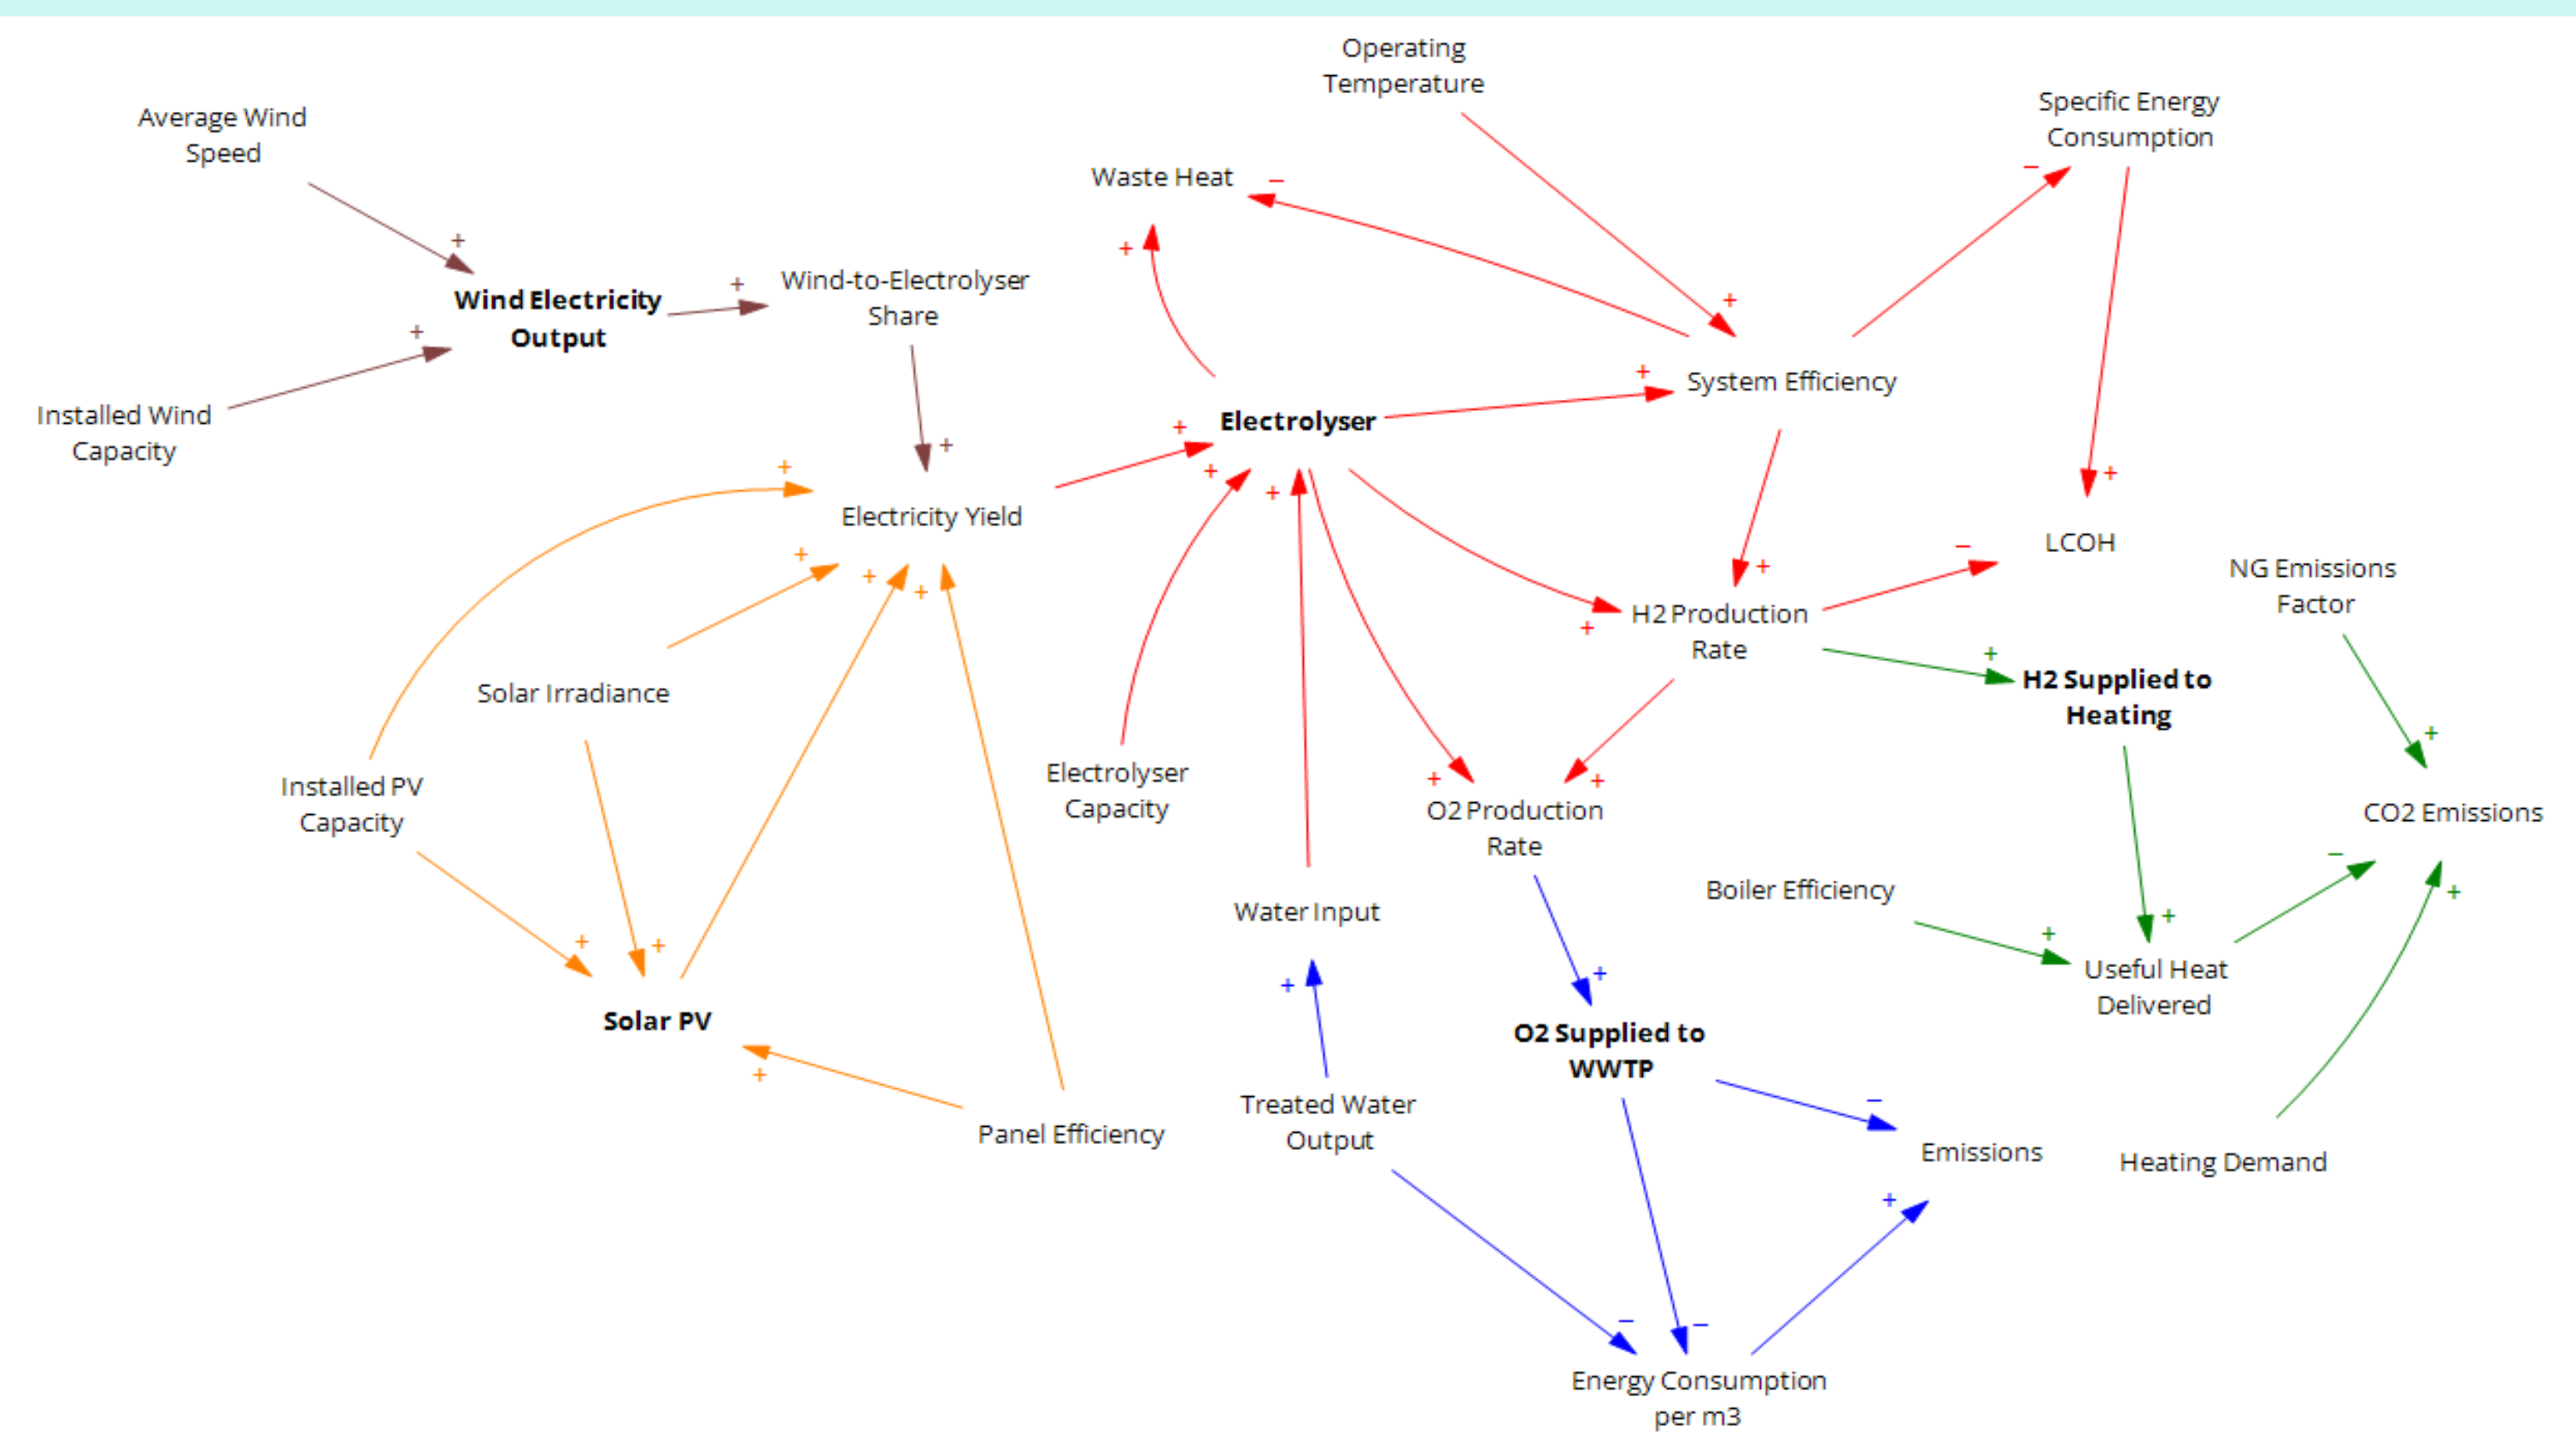 Operating
Temperature
Average Wind
Speed
Specific Energy
Consumption
Waste Heat
−
−
+
+
Wind Electricity
Output
+
Wind-to-Electrolyser
Share
+
+
Installed Wind
Capacity
+
System Efficiency
Electrolyser
+
+
+
+
+
+
+
Electricity Yield
LCOH
−
+
+
+
+
NG Emissions
Factor
H2 Production
Rate
+
+
H2 Supplied to
Heating
Solar Irradiance
+
Installed PV
Capacity
Electrolyser
Capacity
+
+
O2 Production
Rate
CO2 Emissions
−
+
Boiler Efficiency
Water Input
+
+
+
+
+
+
Useful Heat
Delivered
Solar PV
O2 Supplied to
WWTP
+
−
Treated Water
Output
Panel Efficiency
Emissions
Heating Demand
+
−
−
Energy Consumption
per m3